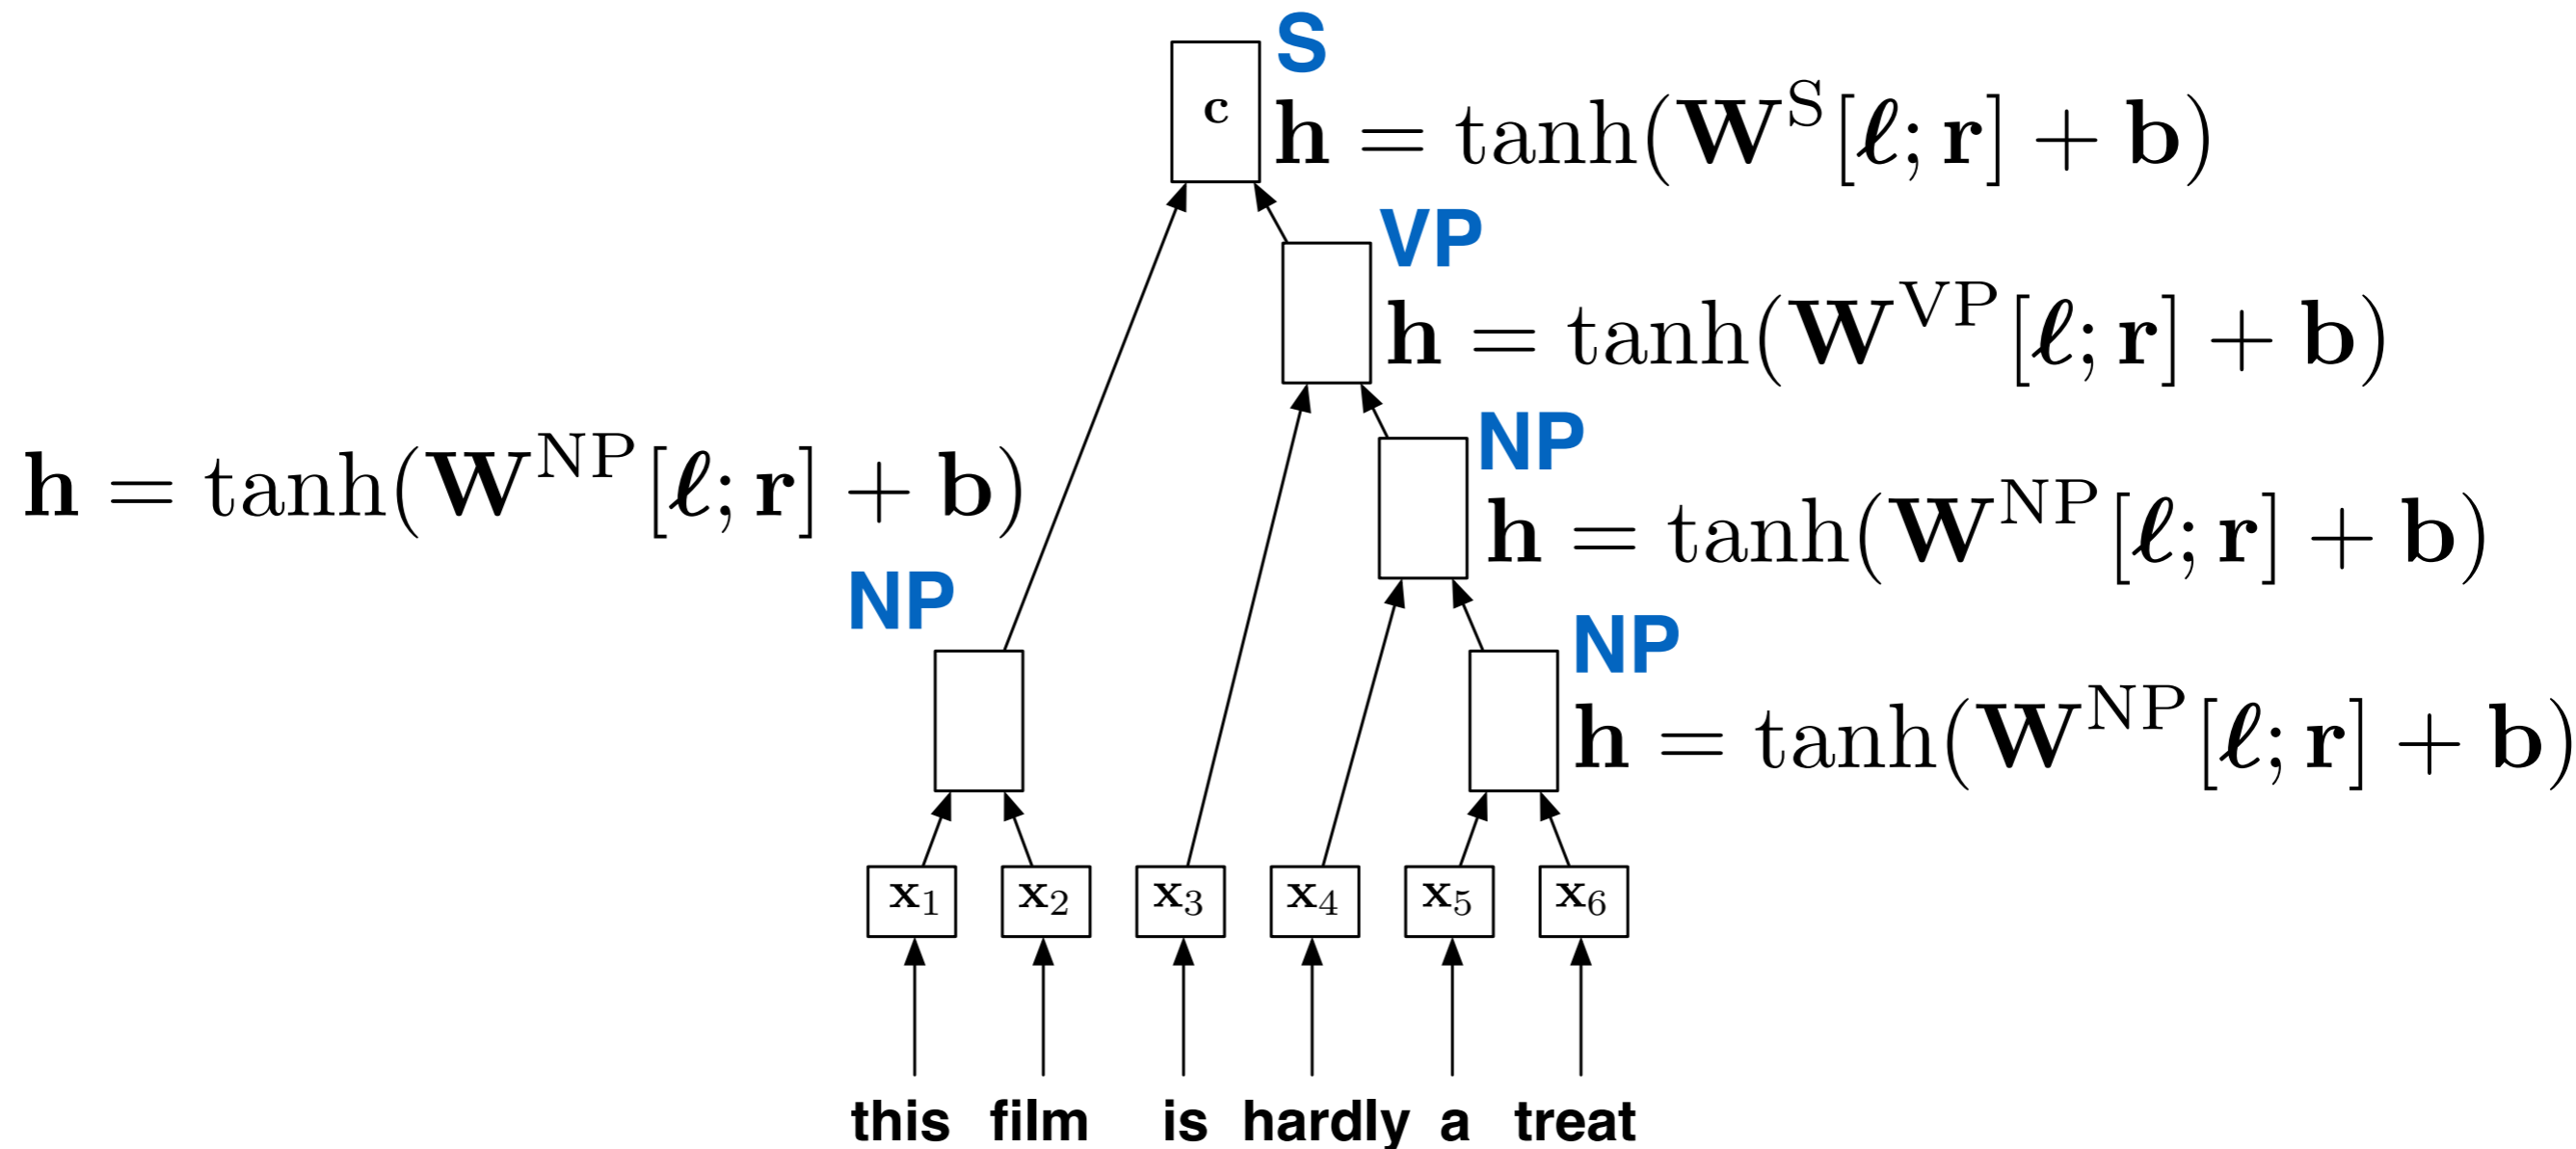 S
c
h = tanh(W^S[ℓ; r] + b)
VP
h = tanh(W^VP[ℓ; r] + b)
NP
h = tanh(W^NP[ℓ; r] + b)
h = tanh(W^NP[ℓ; r] + b)
NP
NP
h = tanh(W^NP[ℓ; r] + b)
x₁ x₂ x₃ x₄ x₅ x₆
this film is hardly a treat